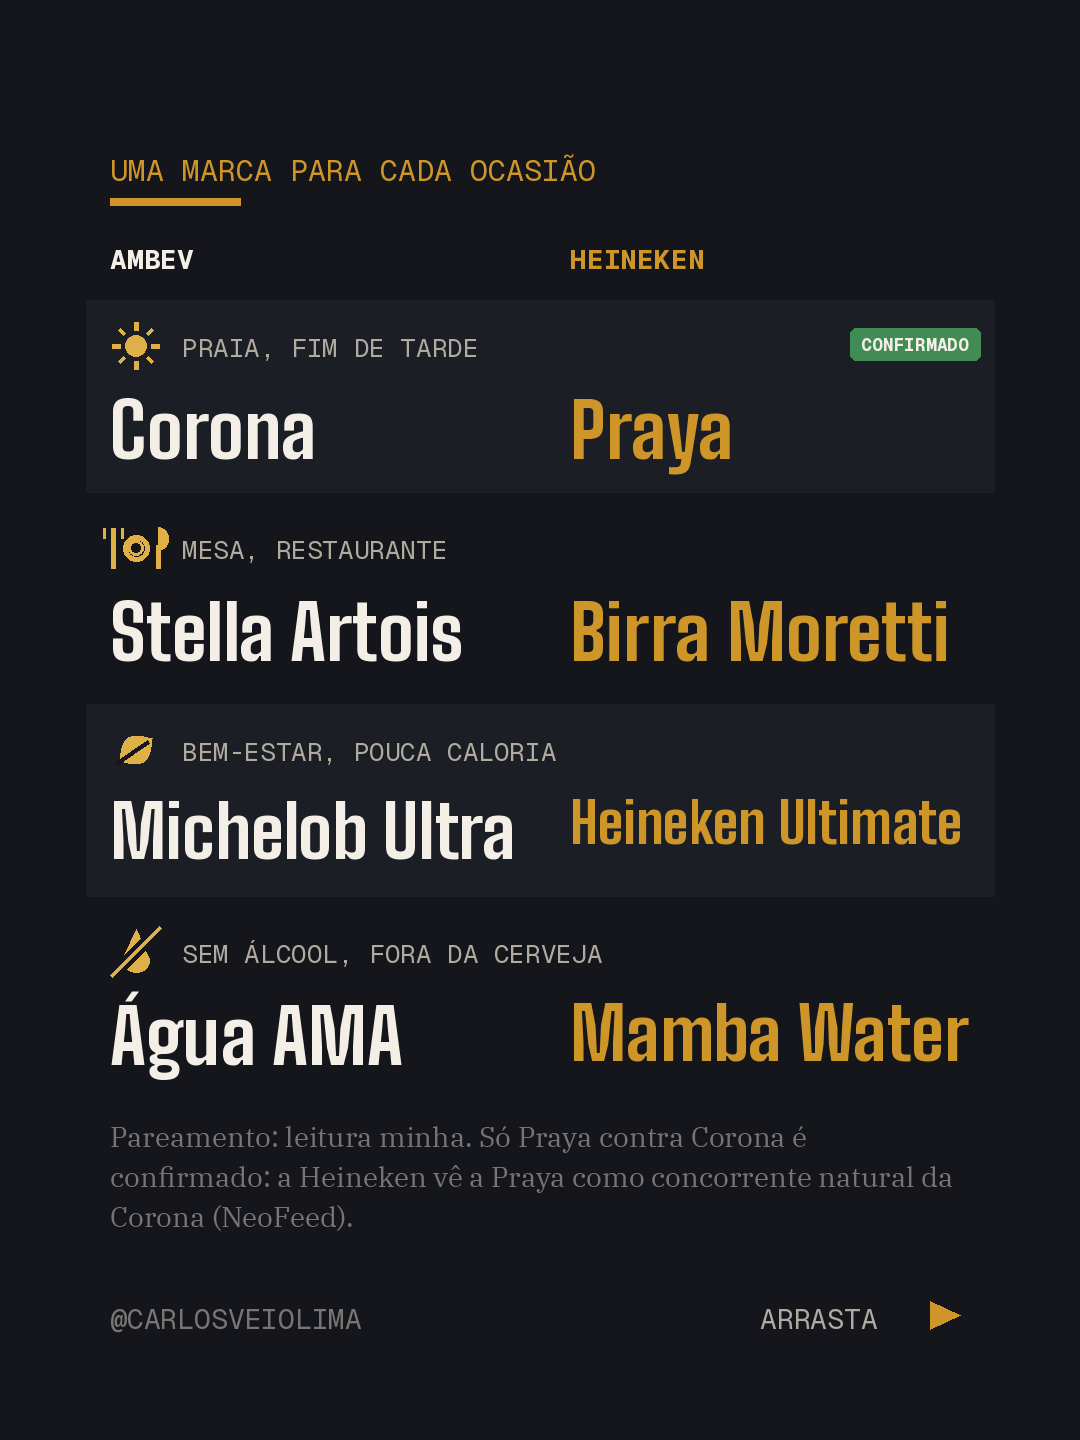 UMA MARCA PARA CADA OCASIÃO
AMBEV HEINEKEN
PRAIA, FIM DE TARDE CONFIRMADO
Corona Praya
MESA, RESTAURANTE
Stella Artois Birra Moretti
BEM-ESTAR, POUCA CALORIA
Michelob Ultra Heineken Ultimate
SEM ÁLCOOL, FORA DA CERVEJA
Água AMA Mamba Water
Pareamento: leitura minha. Só Praya contra Corona é
confirmado: a Heineken vê a Praya como concorrente natural da
Corona (NeoFeed).
@CARLOSVEIOLIMA ARRASTA